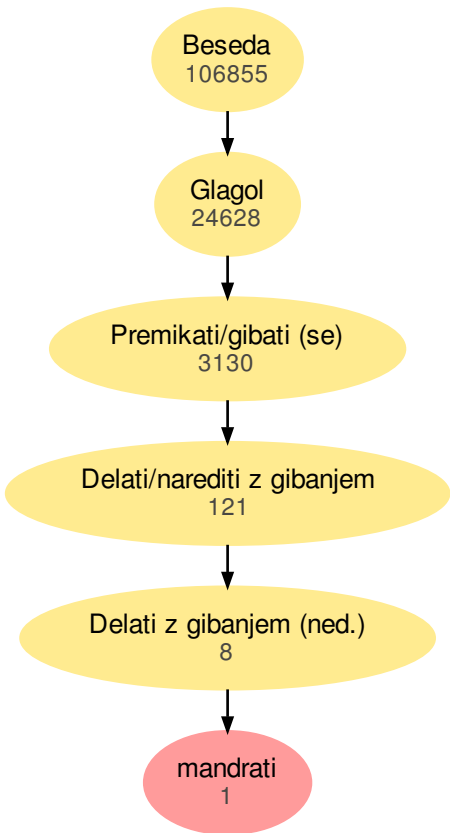 Beseda
106855
Glagol
24628
Premikati/gibati (se)
3130
Delati/narediti z gibanjem
121
Delati z gibanjem (ned.)
8
mandrati
1